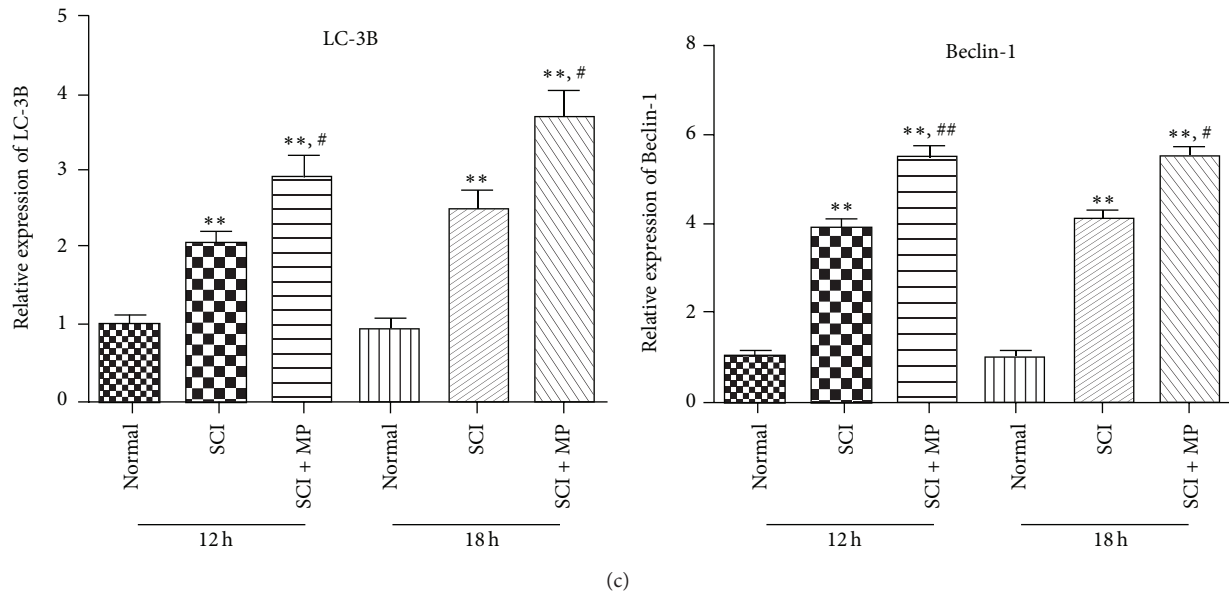 LC-3B
Relative expression of LC-3B
5
4
3
2
1
0
**
**, #
**
**, #
Normal
SCI
SCI + MP
Normal
SCI
SCI + MP
12 h
18 h
Beclin-1
Relative expression of Beclin-1
8
6
4
2
0
**
**, ##
**
**, #
Normal
SCI
SCI + MP
Normal
SCI
SCI + MP
12 h
18 h
(c)